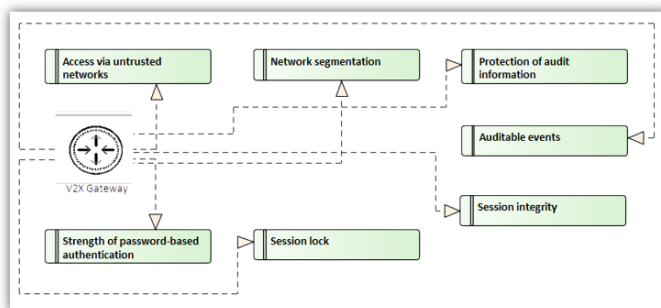 Access via untrusted
networks
Network segmentation
Protection of audit
information
Auditable events
V2X Gateway
Session integrity
Strength of password-based
authentication
Session lock